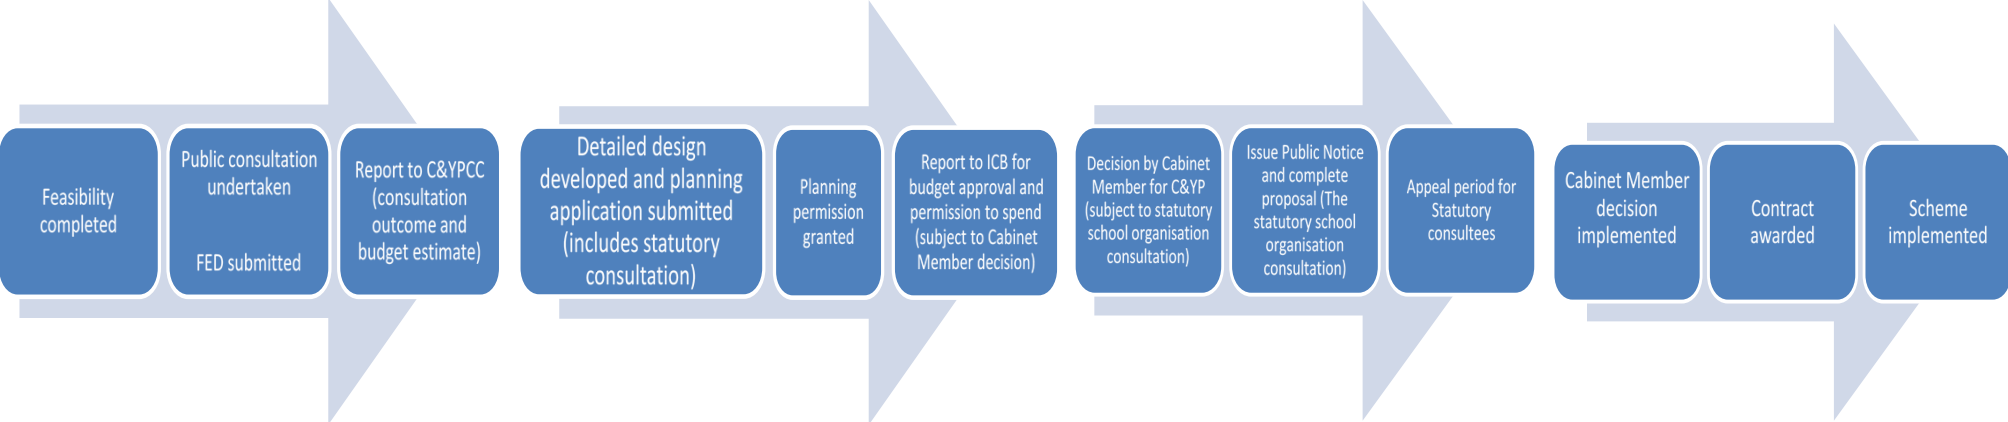 Feasibility
completed
Public consultation
undertaken
FED submitted
Report to C&YPCC
(consultation
outcome and
budget estimate)
Detailed design
developed and planning
application submitted
(includes statutory
consultation)
Planning
permission
granted
Report to ICB for
budget approval and
permission to spend
(subject to Cabinet
Member decision)
Decision by Cabinet
Member for C&YP
(subject to statutory
school organisation
consultation)
Issue Public Notice
and complete
proposal (The
statutory school
organisation
consultation)
Appeal period for
Statutory
consultees
Cabinet Member
decision
implemented
Contract
awarded
Scheme
implemented